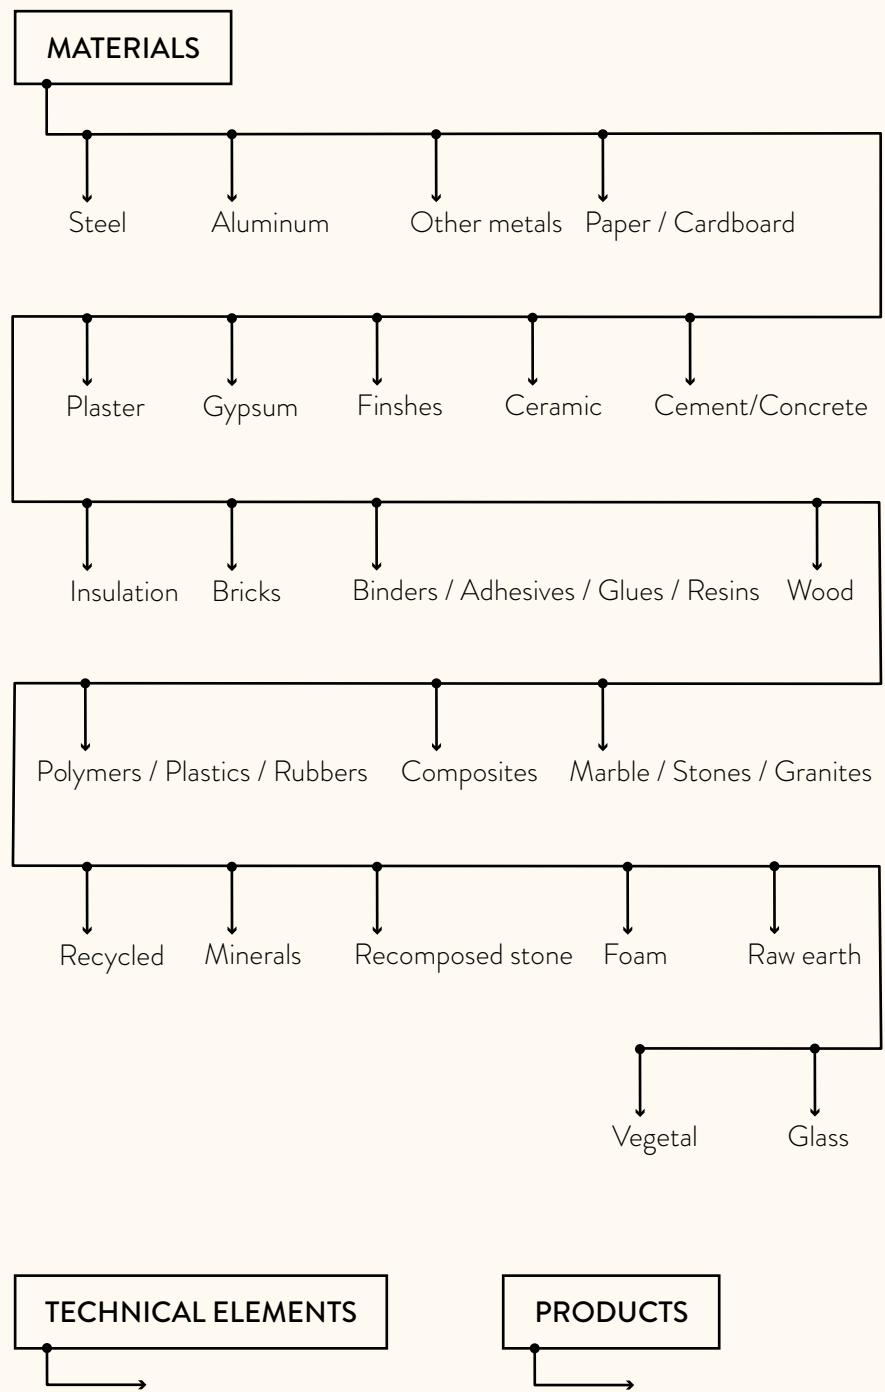 MATERIALS
Steel Aluminum Other metals Paper / Cardboard
Plaster Gypsum Finshes Ceramic Cement/Concrete
Insulation Bricks Binders / Adhesives / Glues / Resins Wood
Polymers / Plastics / Rubbers Composites Marble / Stones / Granites
Recycled Minerals Recomposed stone Foam Raw earth
Vegetal Glass
TECHNICAL ELEMENTS PRODUCTS